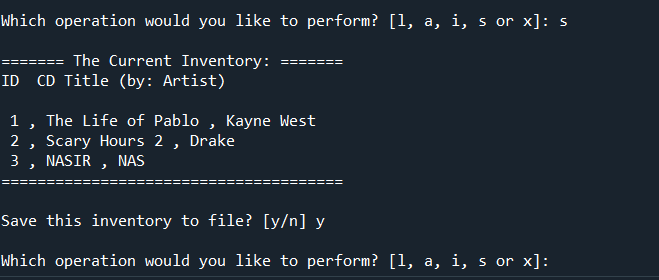 Which operation would you like to perform? [l, a, i, s or x]: s
======= The Current Inventory: =======
ID  CD Title (by: Artist)
1 , The Life of Pablo , Kayne West
2 , Scary Hours 2 , Drake
3 , NASIR , NAS
======================================
Save this inventory to file? [y/n] y
Which operation would you like to perform? [l, a, i, s or x]: